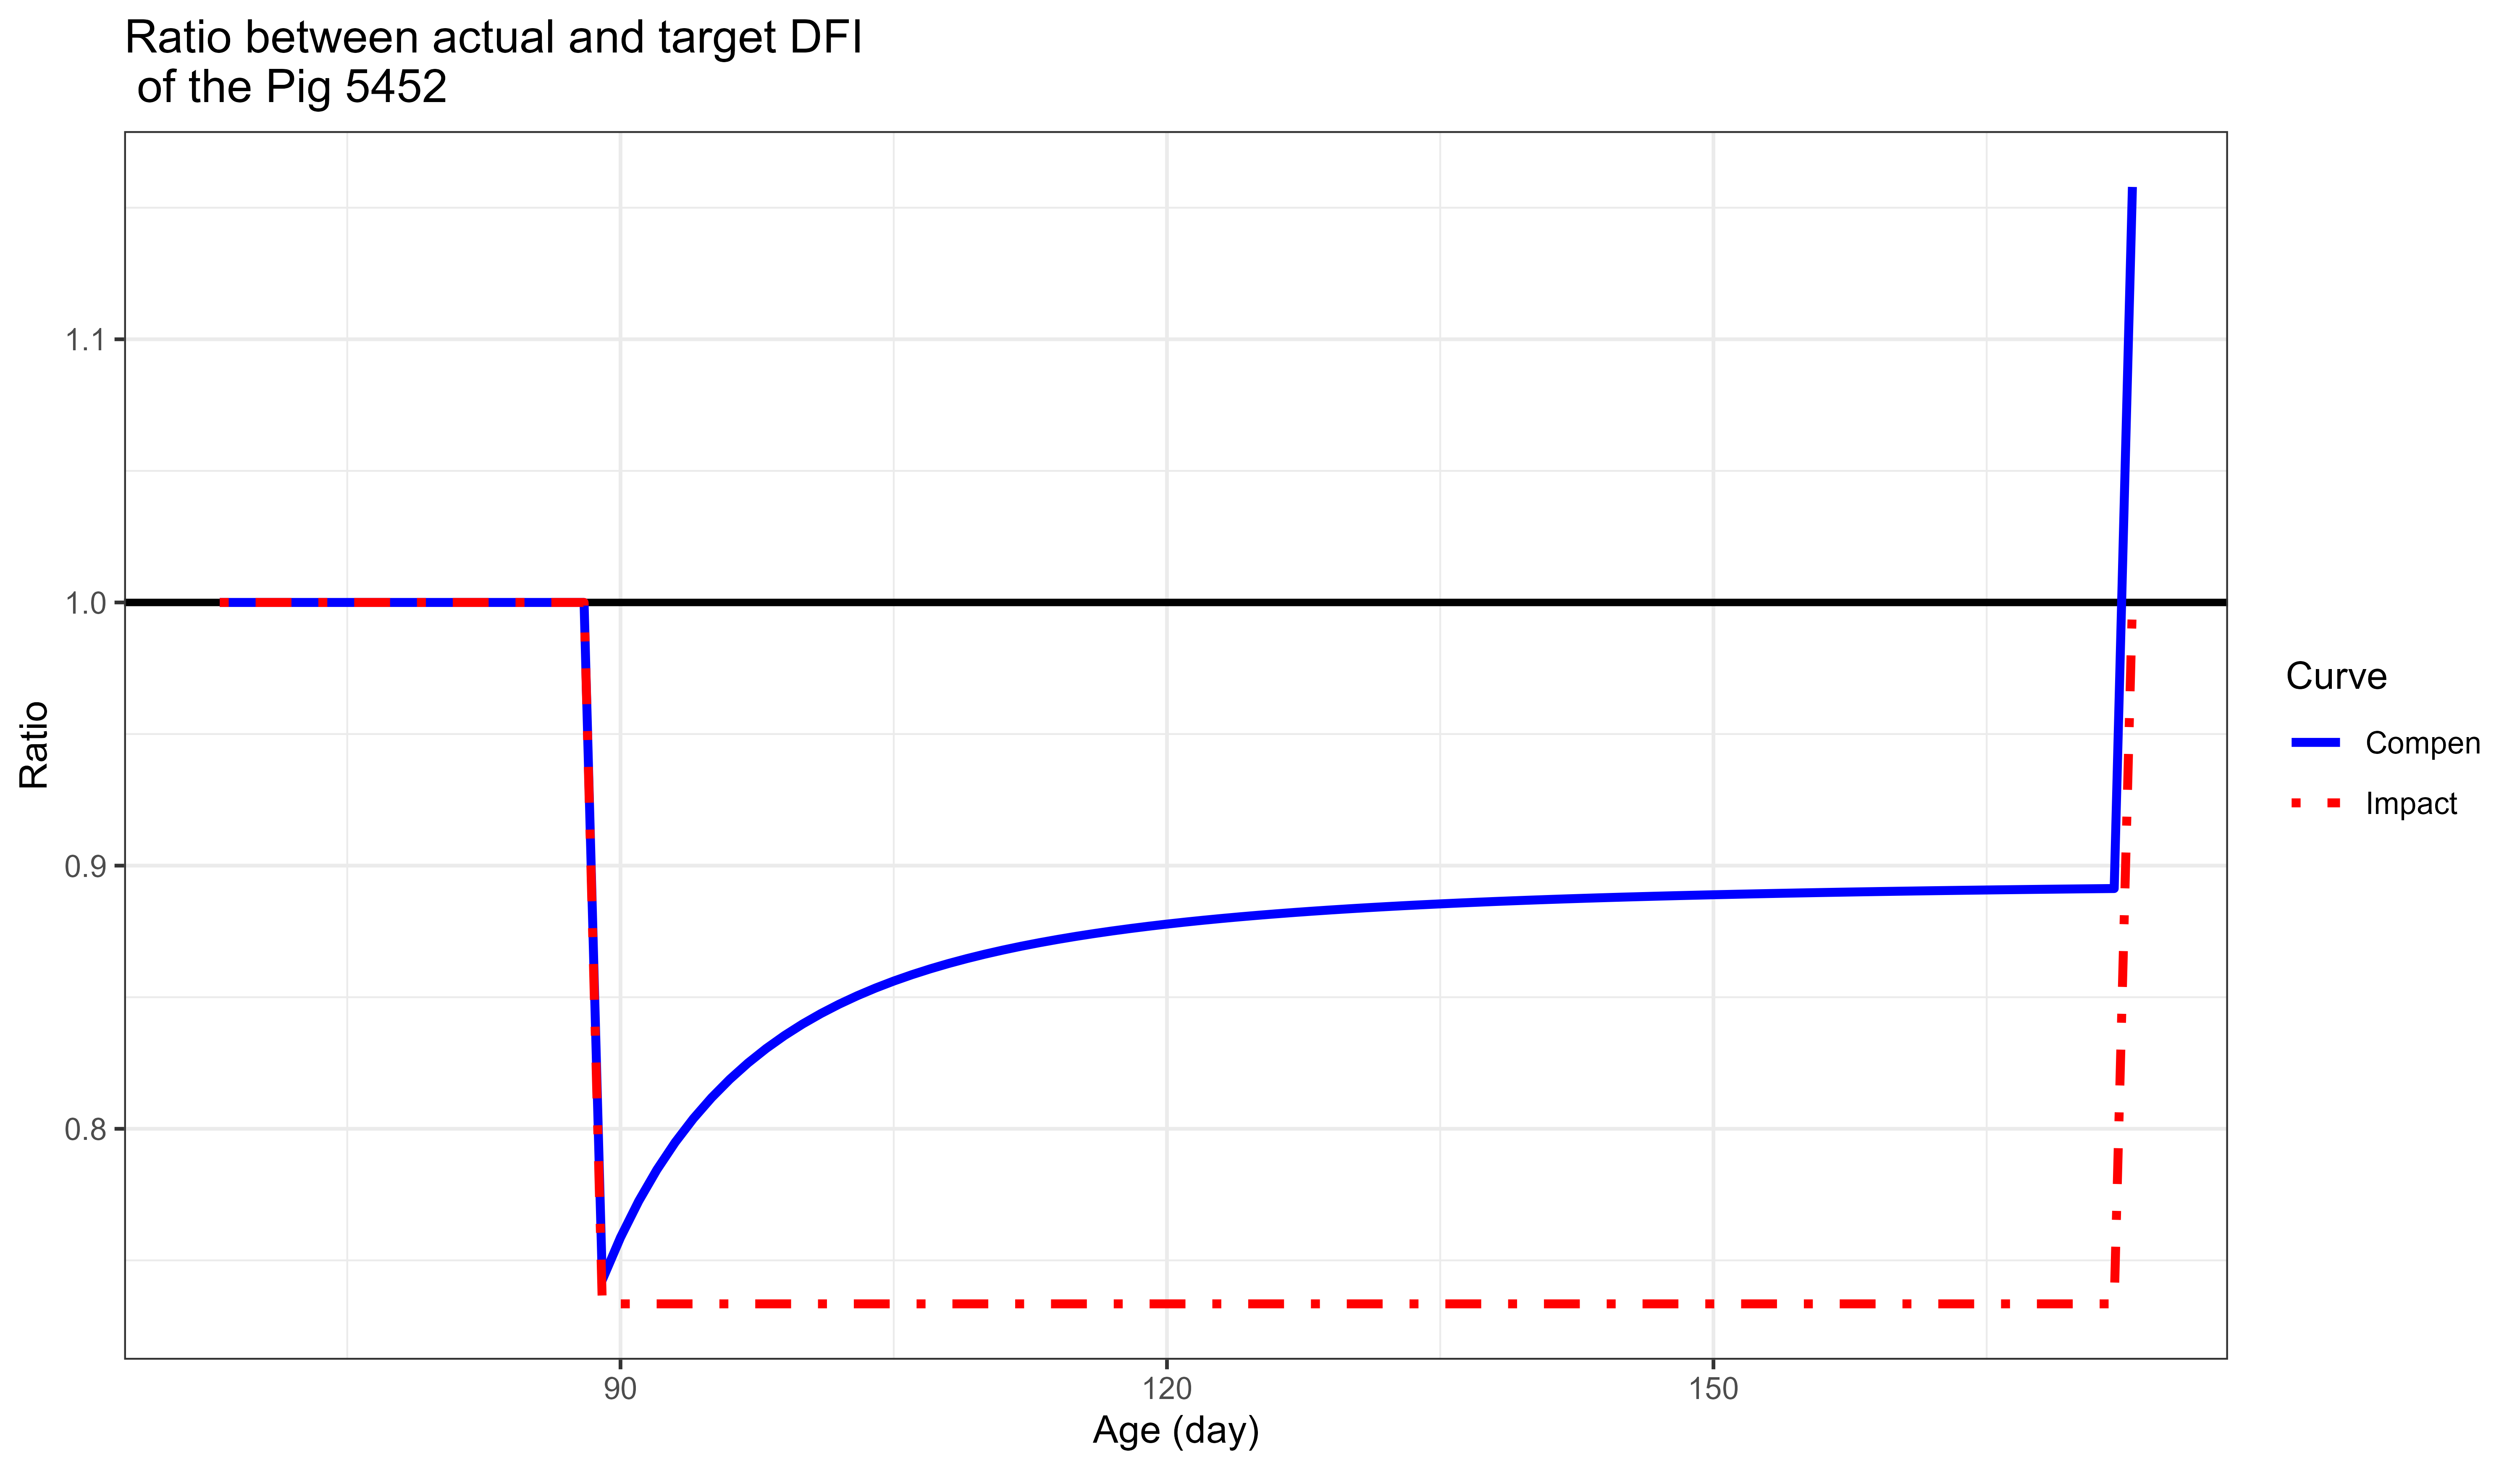 Ratio between actual and target DFI
of the Pig 5452
1.1
1.0
0.9
0.8
Ratio
90
120
150
Age (day)
Curve
Compen
Impact